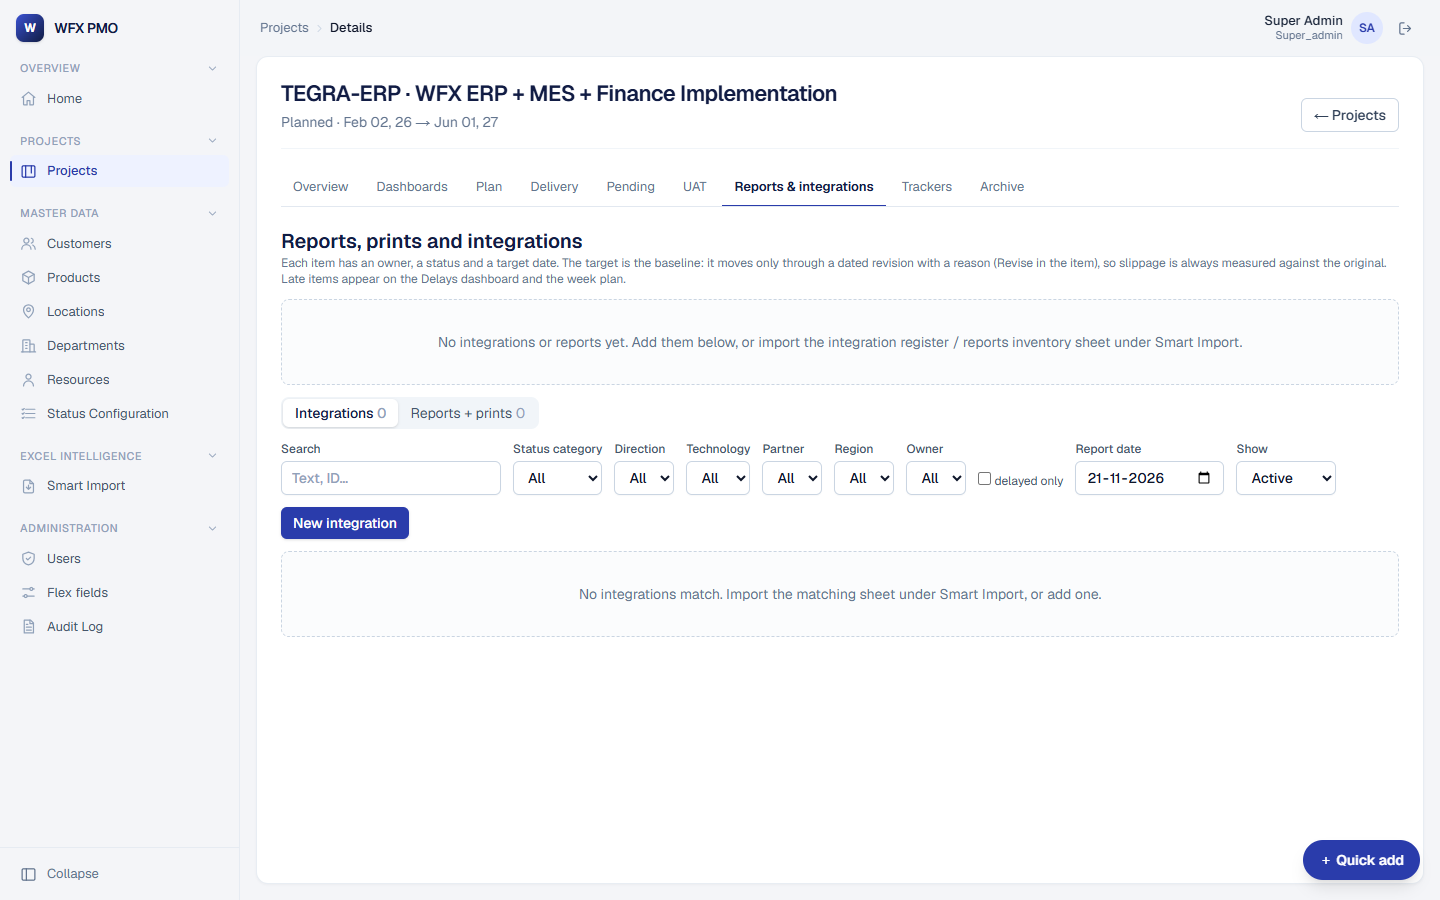 W
WFX PMO
OVERVIEW
Home
PROJECTS
Projects
MASTER DATA
Customers
Products
Locations
Departments
Resources
Status Configuration
EXCEL INTELLIGENCE
Smart Import
ADMINISTRATION
Users
Flex fields
Audit Log
Collapse
Projects › Details
Super Admin
Super_admin
SA
TEGRA-ERP · WFX ERP + MES + Finance Implementation
Planned · Feb 02, 26 → Jun 01, 27
← Projects
Overview Dashboards Plan Delivery Pending UAT Reports & integrations Trackers Archive
Reports, prints and integrations
Each item has an owner, a status and a target date. The target is the baseline: it moves only through a dated revision with a reason (Revise in the item), so slippage is always measured against the original.
Late items appear on the Delays dashboard and the week plan.
No integrations or reports yet. Add them below, or import the integration register / reports inventory sheet under Smart Import.
Integrations 0 Reports + prints 0
Search Status category Direction Technology Partner Region Owner Report date Show
Text, ID... All All All All All All delayed only 21-11-2026 Active
New integration
No integrations match. Import the matching sheet under Smart Import, or add one.
+ Quick add